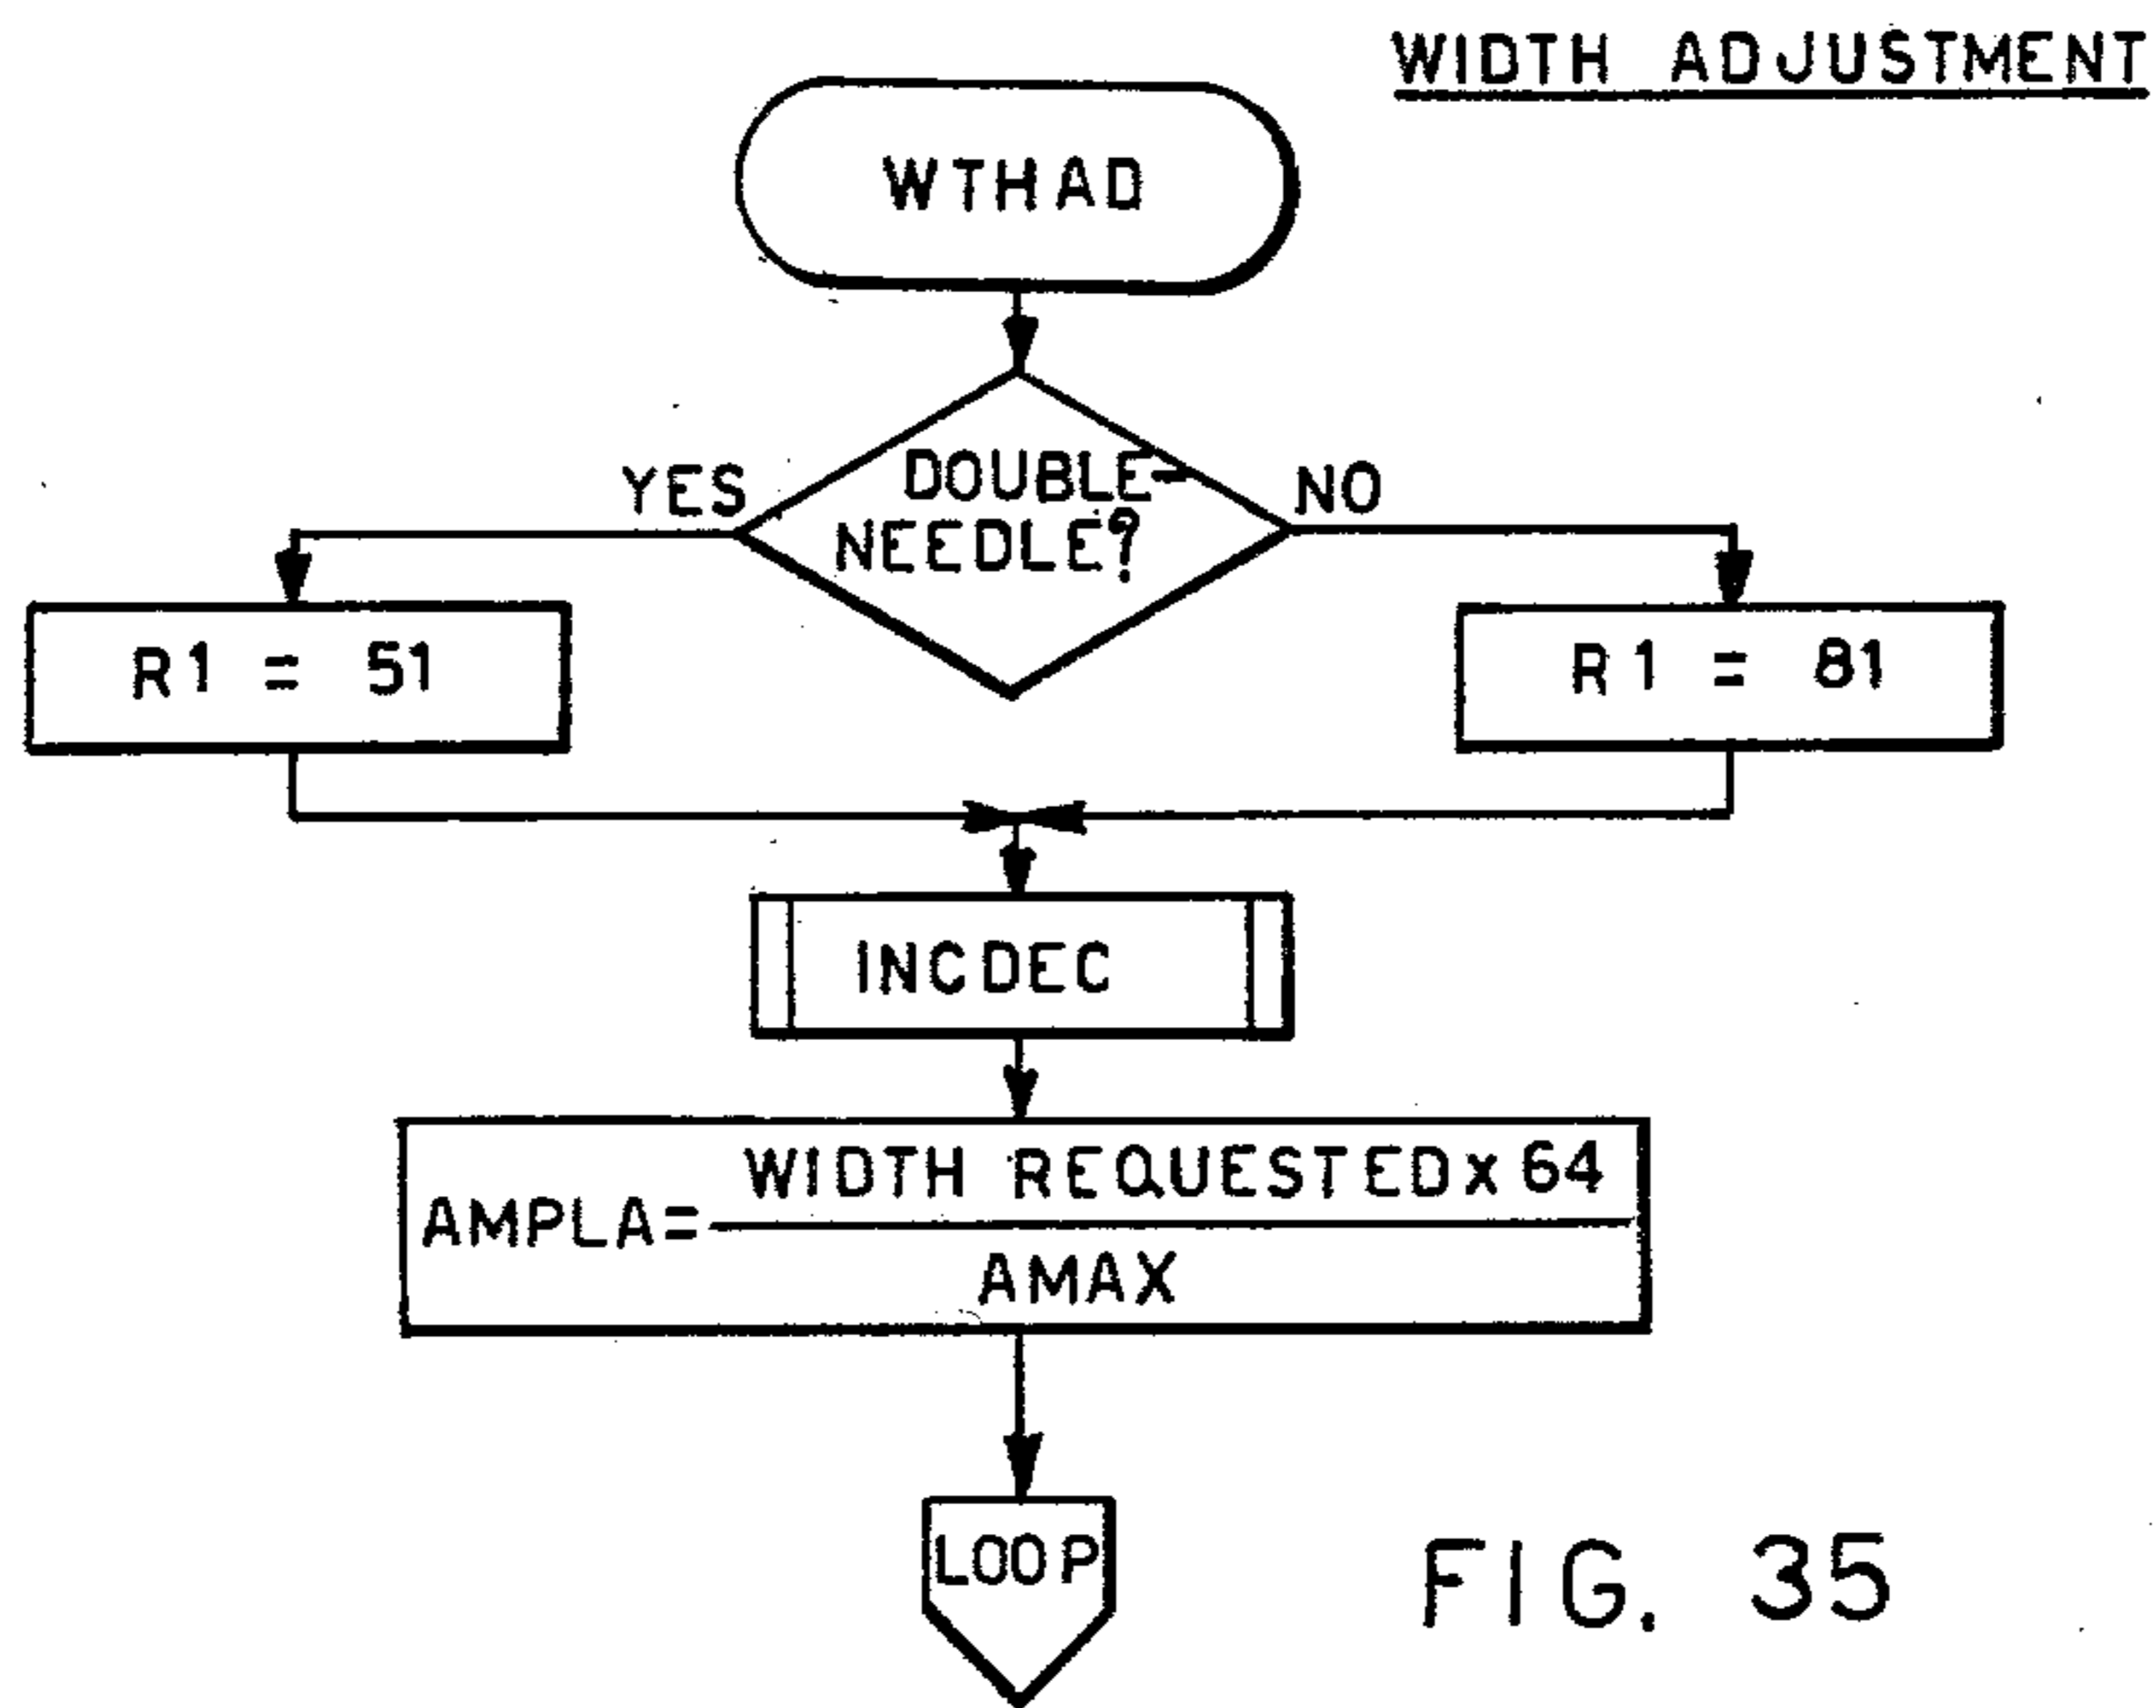 WIDTH ADJUSTMENT
WTHAD
YES
DOUBLE-
NEEDLE?
NO
R1 = 51
R1 = 81
INCDEC
WIDTH REQUESTED x 64
AMPLA=
AMAX
LOOP
FIG. 35